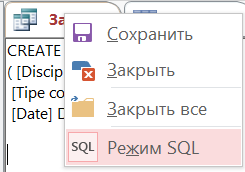 За
CREATE
( [Discip
[Tipe co
[Date] D
Сохранить
Закрыть
Закрыть все
SQL Режим SQL